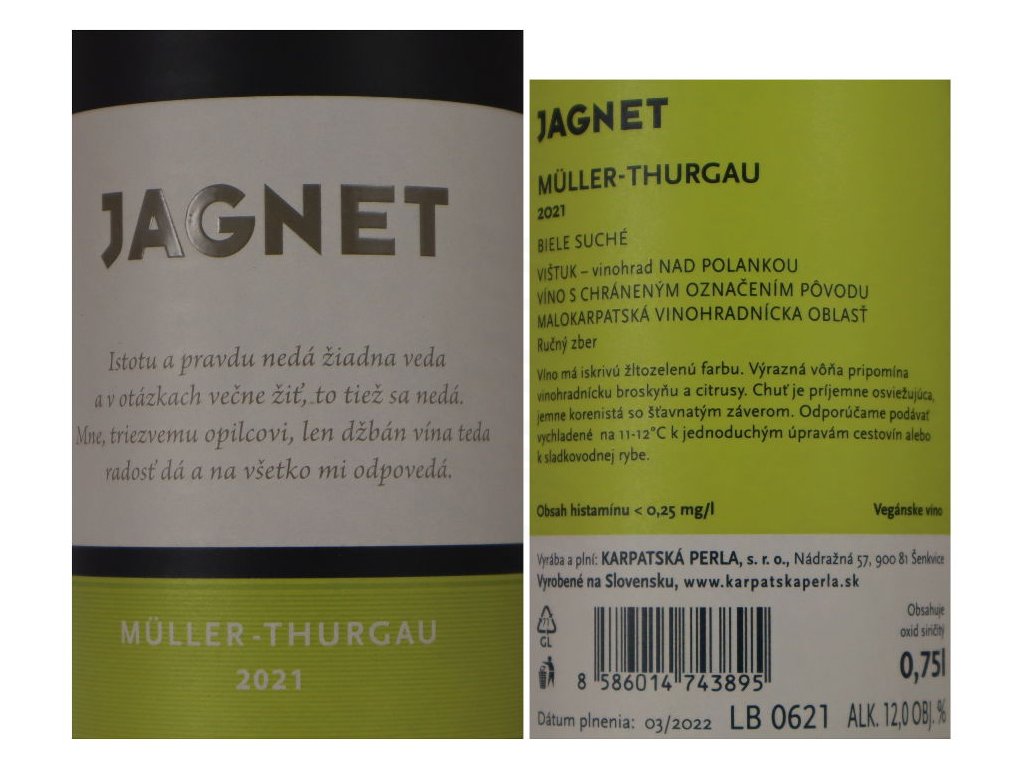 JAGNET
Istotu a pravdu nedá žiadna veda
a v otázkach večne žiť, to tiež sa nedá.
Mne, triezvemu opilcovi, len džbán vína teda
radosť dá a na všetko mi odpovedá.
MÜLLER-THURGAU
2021
JAGNET
MÜLLER-THURGAU
2021
BIELE SUCHÉ
VIŠTUK – vinohrad NAD POLANKOU
VÍNO S CHRÁNENÝM OZNAČENÍM PÔVODU
MALOKARPATSKÁ VINOHRADNÍCKA OBLASŤ
Ručný zber
Víno má iskrivú žltozelenú farbu. Výrazná vôňa pripomína
vinohradnícku broskyňu a citrusy. Chuť je príjemne osviežujúca,
jemne korenistá so šťavnatým záverom. Odporúčame podávať
vychladené na 11-12°C k jednoduchým úpravám cestovín alebo
k sladkovodnej rybe.
Obsah histamínu < 0,25 mg/l
Vegánske víno
Vyrába a plní: KARPATSKÁ PERLA, s. r. o., Nádražná 57, 900 81 Šenkvice
Vyrobené na Slovensku, www.karpatskaperla.sk
Obsahuje
oxid siričitý
GL
0,75l
8 586014 743895
Dátum plnenia: 03/2022 LB 0621 ALK. 12,0 OBJ. %